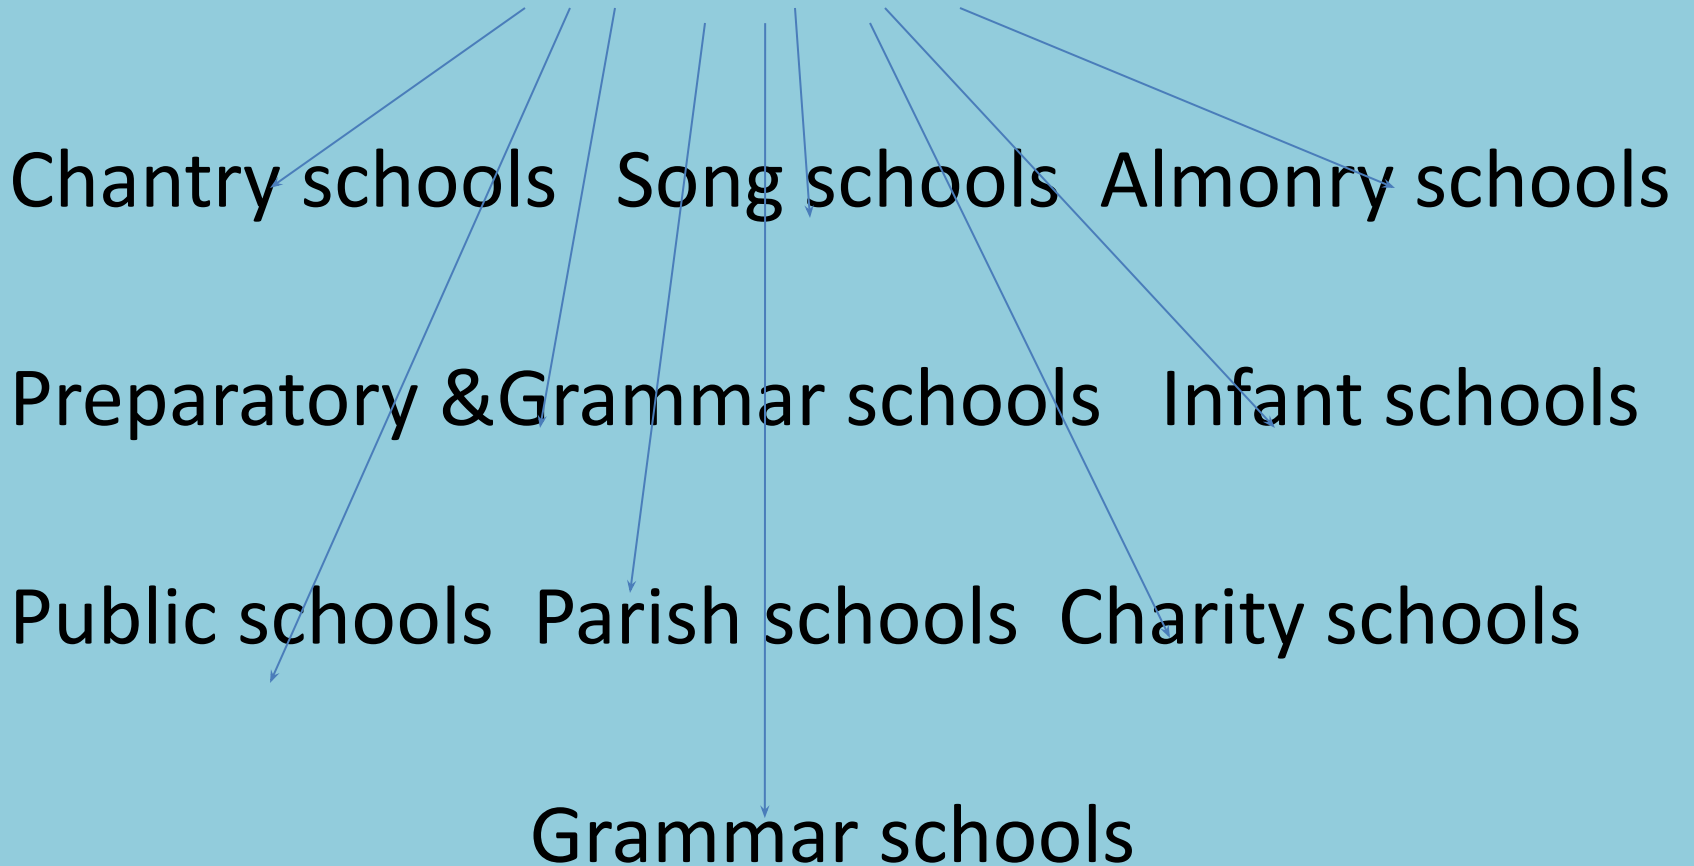 Chantry schools Song schools Almonry schools
Preparatory &Grammar schools Infant schools
Public schools Parish schools Charity schools
Grammar schools